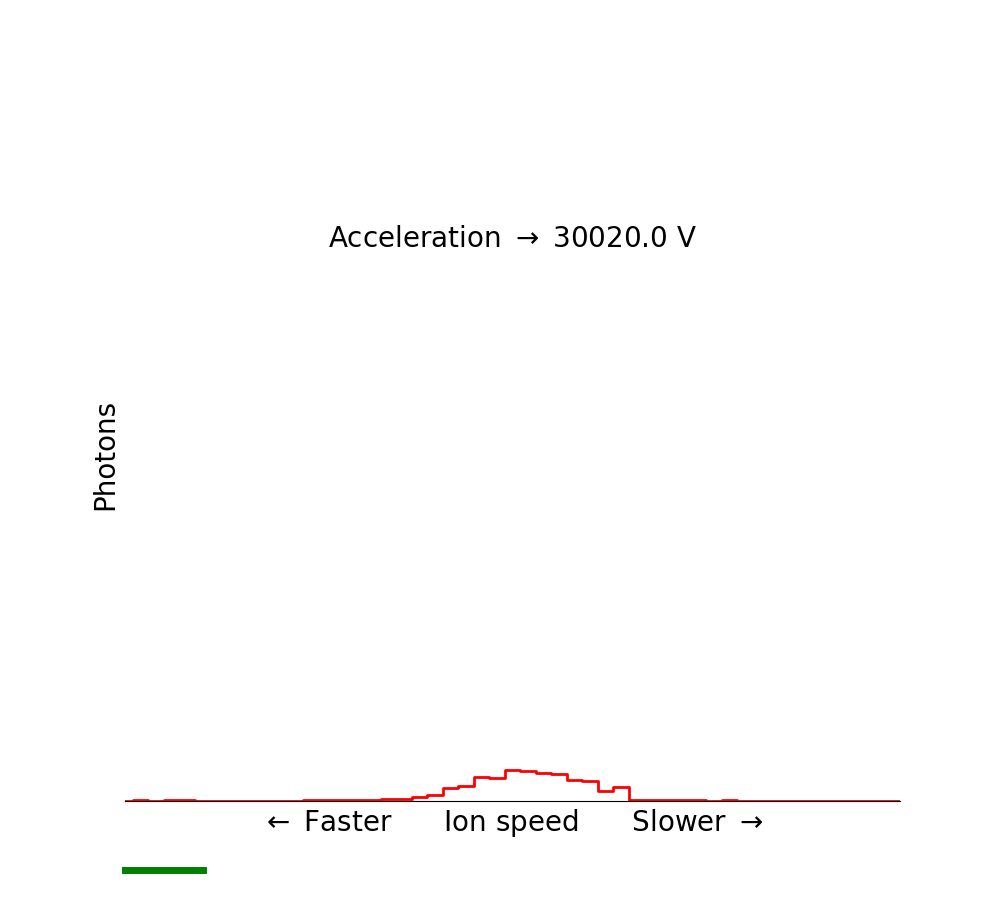 Acceleration → 30020.0 V
Photons
← Faster Ion speed Slower →